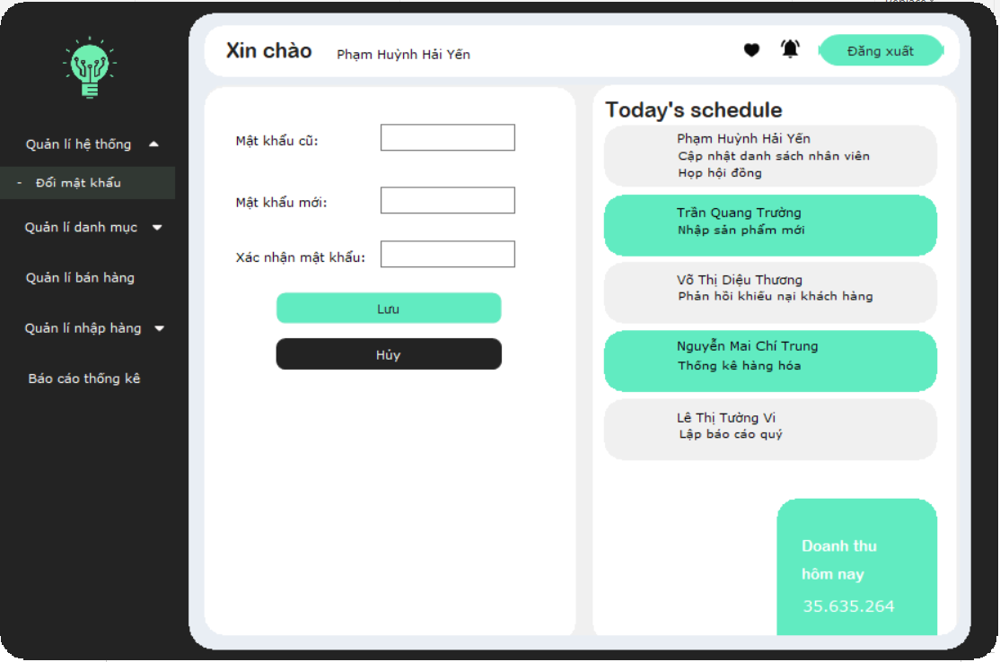 Xin chào
Phạm Huỳnh Hải Yến
Đăng xuất
Quản lí hệ thống
- Đổi mật khẩu
Quản lí danh mục
Quản lí bán hàng
Quản lí nhập hàng
Báo cáo thống kê
Mật khẩu cũ:
Mật khẩu mới:
Xác nhận mật khẩu:
Lưu
Hủy
Today's schedule
Phạm Huỳnh Hải Yến
Cập nhật danh sách nhân viên
Họp hội đồng
Trần Quang Trường
Nhập sản phẩm mới
Võ Thị Diệu Thương
Phản hồi khiếu nại khách hàng
Nguyễn Mai Chí Trung
Thống kê hàng hóa
Lê Thị Tường Vi
Lập báo cáo quý
Doanh thu
hôm nay
35.635.264